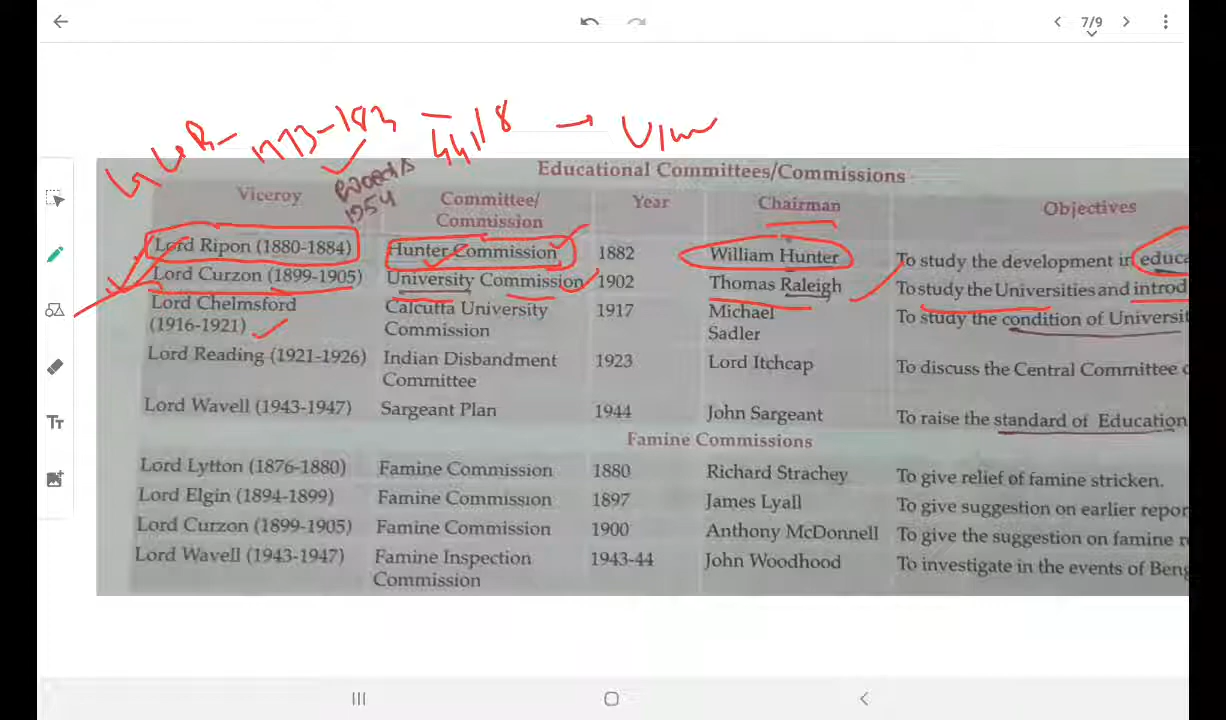 7/9
1773-183
Educational Committees/Commissions
Viceroy Committee/Commission Year Chairman Objectives
Woods
1954
Lord Ripon (1880-1884) Hunter Commission 1882 William Hunter To study the development in educa
Lord Curzon (1899-1905) University Commission 1902 Thomas Raleigh To study the Universities and introd
Lord Chelmsford (1916-1921) Calcutta University Commission 1917 Michael Sadler To study the condition of Universit
Lord Reading (1921-1926) Indian Disbandment Committee 1923 Lord Itchcap To discuss the Central Committee
Lord Wavell (1943-1947) Sargeant Plan 1944 John Sargeant To raise the standard of Education
Famine Commissions
Lord Lytton (1876-1880) Famine Commission 1880 Richard Strachey To give relief of famine stricken.
Lord Elgin (1894-1899) Famine Commission 1897 James Lyall To give suggestion on earlier repor
Lord Curzon (1899-1905) Famine Commission 1900 Anthony McDonnell To give the suggestion on famine r
Lord Wavell (1943-1947) Famine Inspection Commission 1943-44 John Woodhood To investigate in the events of Beng